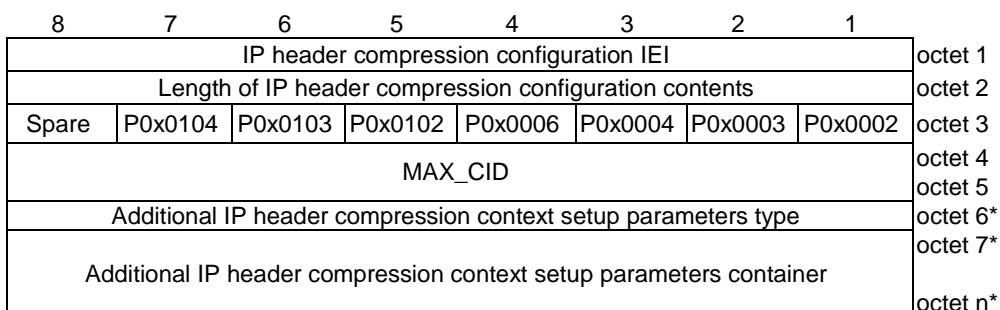 8 7 6 5 4 3 2 1
IP header compression configuration IEI octet 1
Length of IP header compression configuration contents octet 2
Spare P0x0104 P0x0103 P0x0102 P0x0006 P0x0004 P0x0003 P0x0002 octet 3
MAX_CID octet 4
octet 5
Additional IP header compression context setup parameters type octet 6*
octet 7*
Additional IP header compression context setup parameters container
octet n*